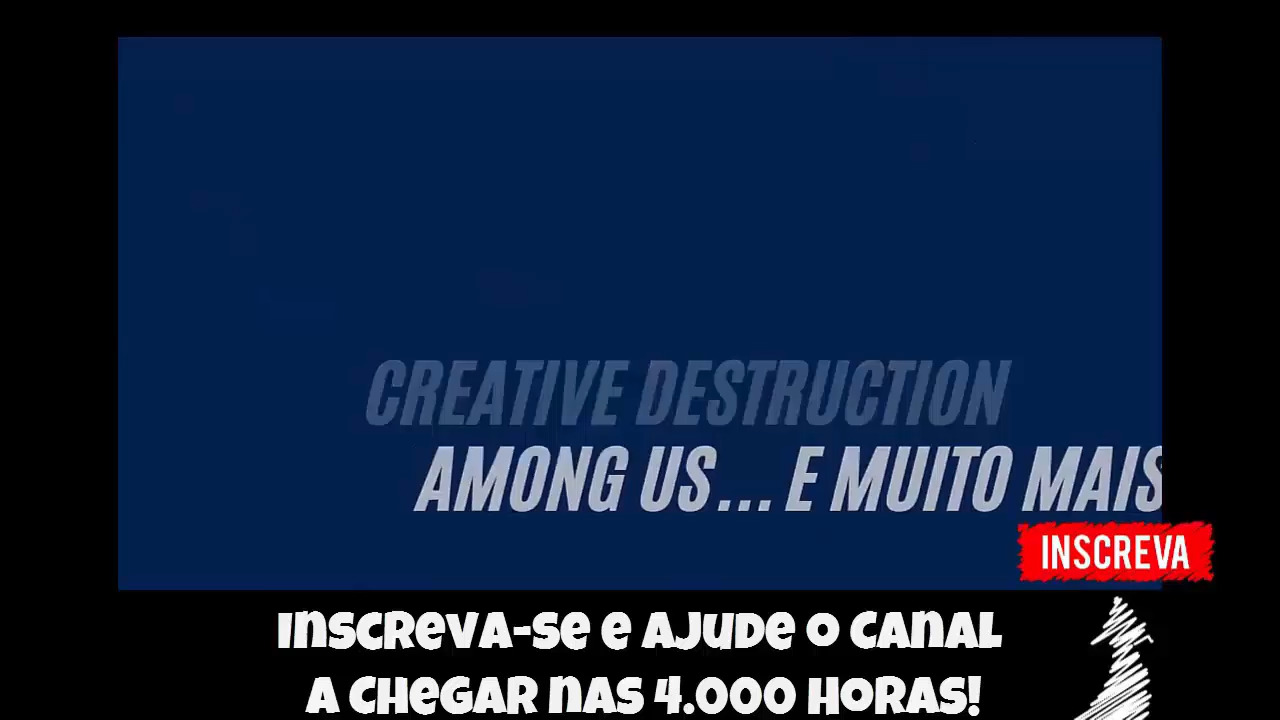 CREATIVE DESTRUCTION
AMONG US... E MUITO MAIS
INSCREVA
INSCREVA-SE E AJUDE O CANAL
A CHEGAR NAS 4.000 HORAS!